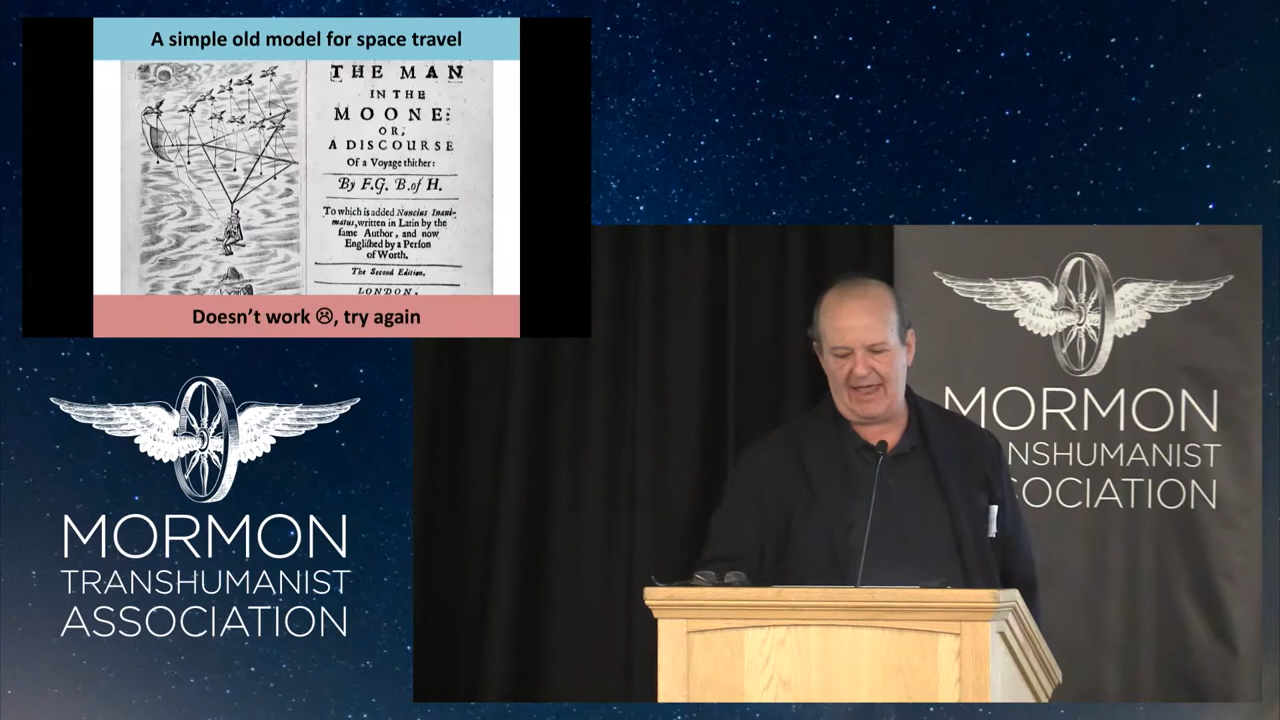 A simple old model for space travel
THE MAN
IN THE
MOONE:
OR,
A DISCOURSE
Of a Voyage thither:
By F.G. B. of H.
To which is added Nuncius Inani-
matus, written in Latin by the
same Author, and now
Englished by a Person
of Worth.
The Second Edition.
LONDON,
Doesn’t work ☹, try again
MORMON
TRANSHUMANIST
ASSOCIATION
MORMON
NSHUMANIST
OCIATION